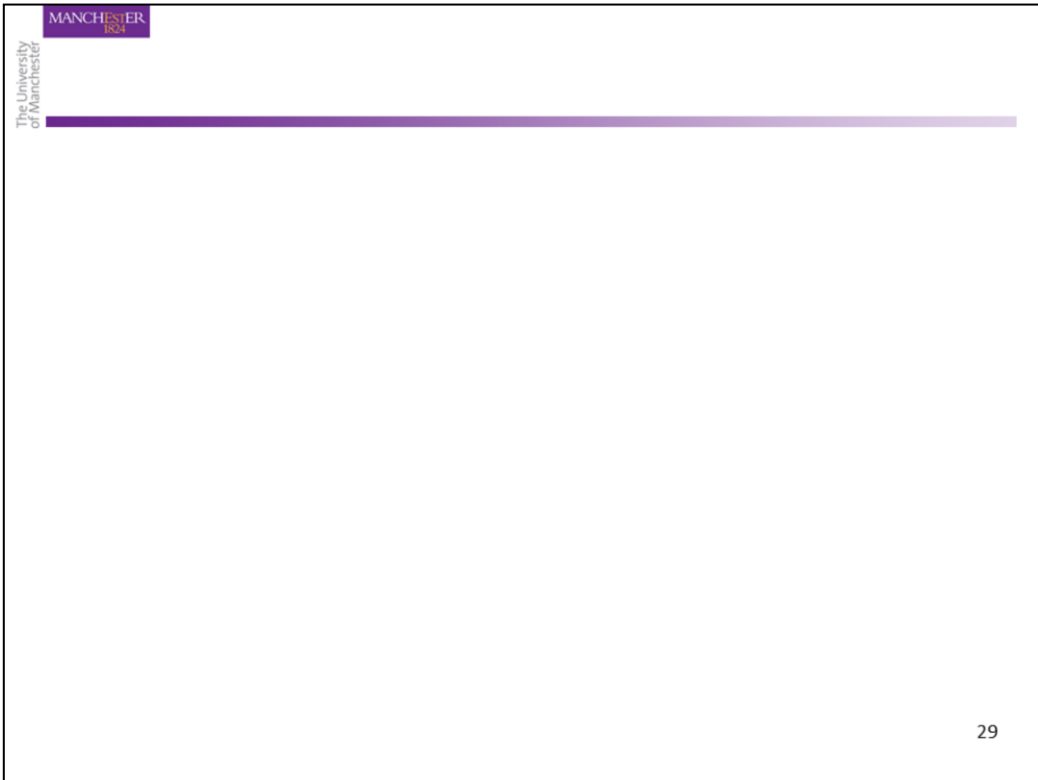 MANCHESTER
1824
The University
of Manchester
29